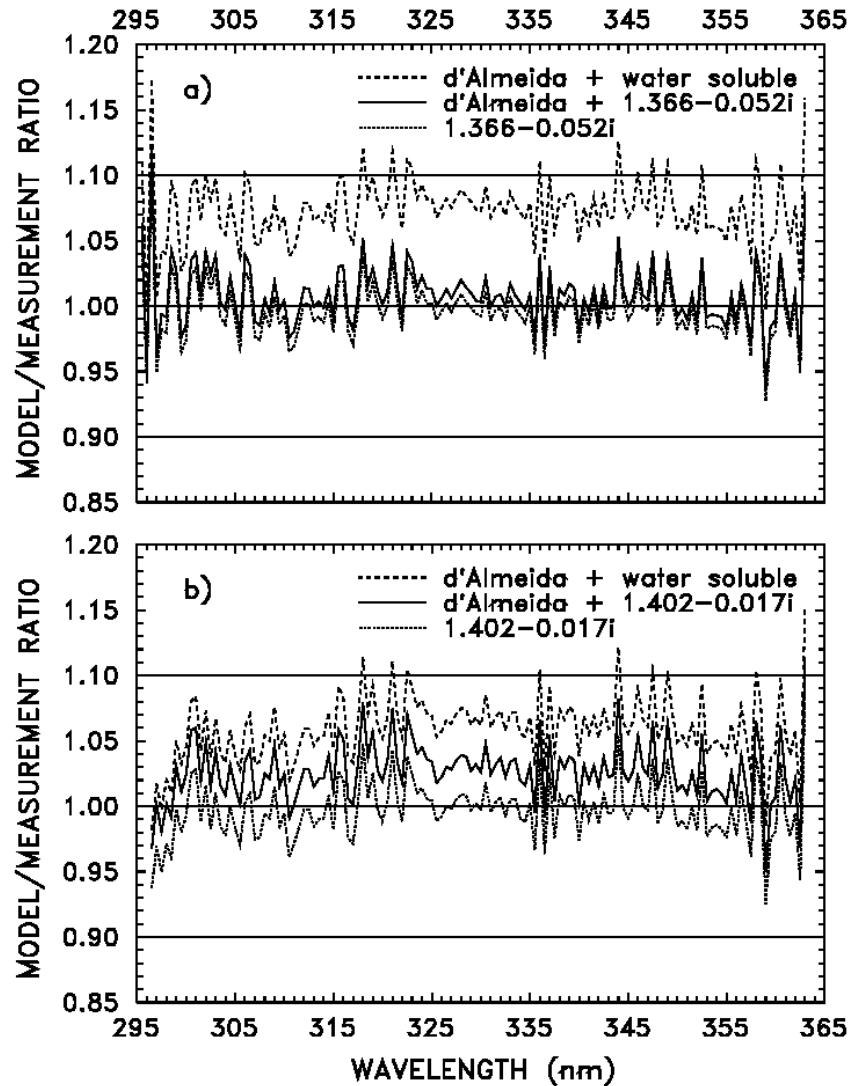 295 305 315 325 335 345 355 365
1.20
1.15
1.10
1.05
1.00
0.95
0.90
0.85
MODEL/MEASUREMENT RATIO
a)
d'Almeida + water soluble
d'Almeida + 1.366-0.052i
1.366-0.052i
1.20
1.15
1.10
1.05
1.00
0.95
0.90
0.85
MODEL/MEASUREMENT RATIO
b)
d'Almeida + water soluble
d'Almeida + 1.402-0.017i
1.402-0.017i
295 305 315 325 335 345 355 365
WAVELENGTH (nm)